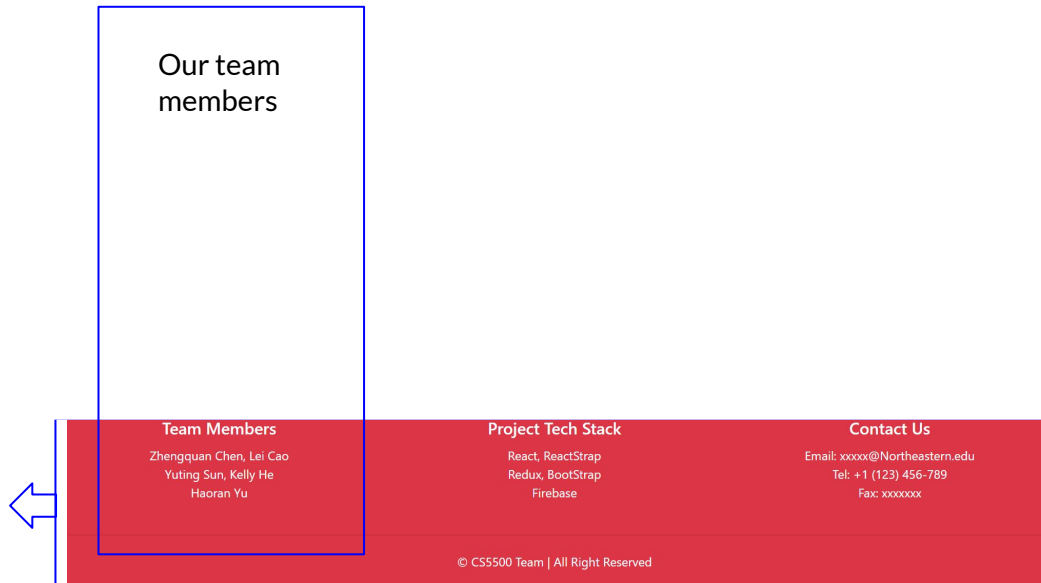 Our team
members
Team Members
Zhengquan Chen, Lei Cao
Yuting Sun, Kelly He
Haoran Yu
Project Tech Stack
React, ReactStrap
Redux, BootStrap
Firebase
Contact Us
Email: xxxxx@Northeastern.edu
Tel: +1 (123) 456-789
Fax: xxxxxxx
© CS5500 Team | All Right Reserved